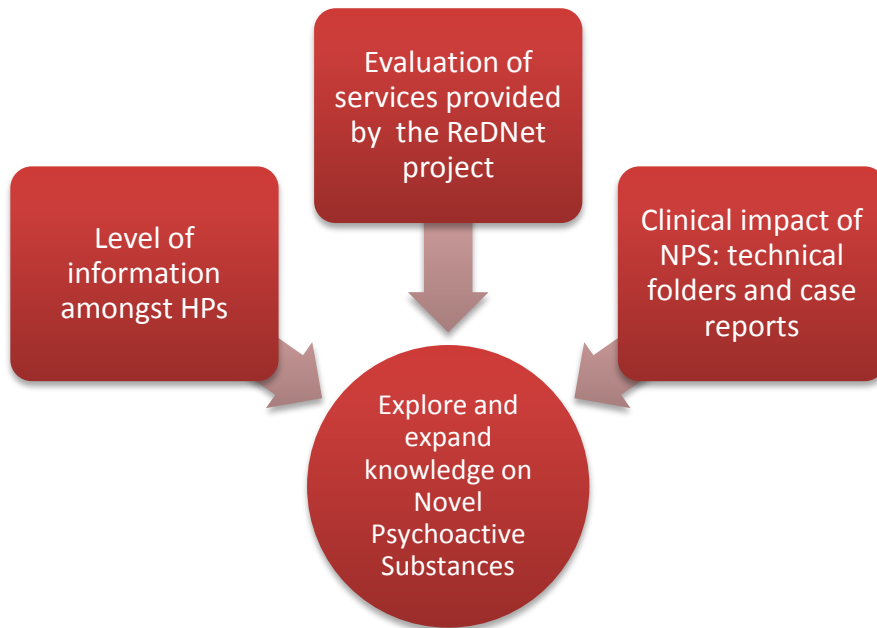 Evaluation of
services provided
by the ReDNet
project
Level of
information
amongst HPs
Clinical impact of
NPS: technical
folders and case
reports
Explore and
expand
knowledge on
Novel
Psychoactive
Substances